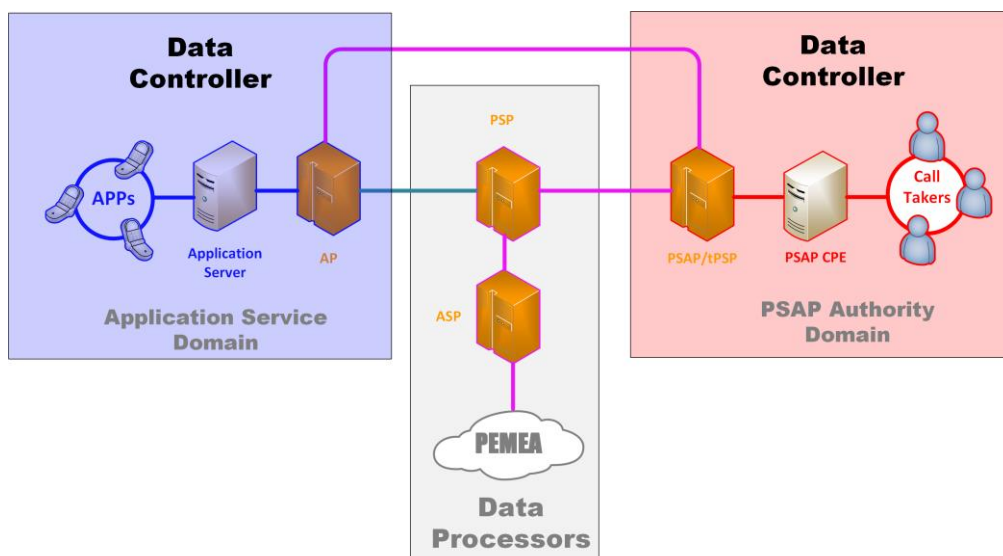 Data
Controller
APPs
Application
Server
AP
Application Service
Domain
PSP
ASP
PEMEA
Data
Processors
Data
Controller
PSAP/tPSP
PSAP CPE
Call
Takers
PSAP Authority
Domain